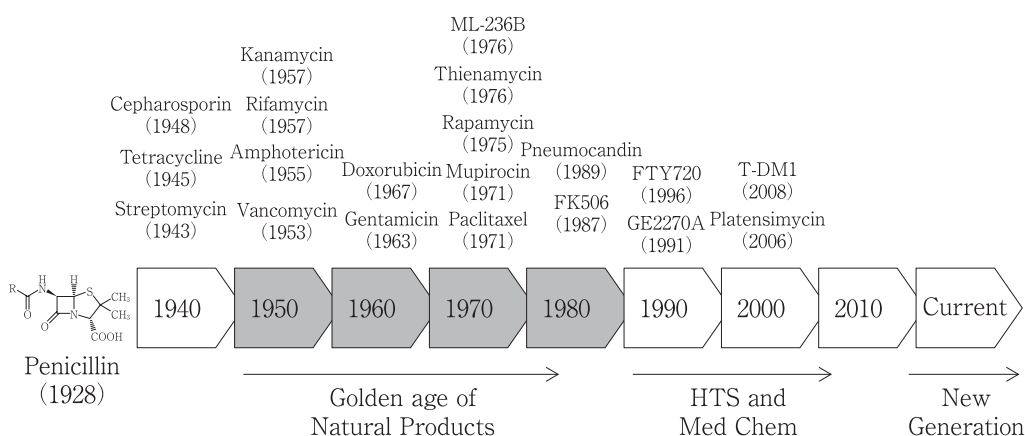 ML-236B
(1976)
Thienamycin
(1976)
Rapamycin
(1975)
Mupirocin
(1971)
Paclitaxel
(1971)
Kanamycin
(1957)
Rifamycin
(1957)
Amphotericin
(1955)
Vancomycin
(1953)
Cepharosporin
(1948)
Tetracycline
(1945)
Streptomycin
(1943)
Doxorubicin
(1967)
Gentamicin
(1963)
Pneumocandin
(1989)
FK506
(1987)
FTY720
(1996)
GE2270A
(1991)
T-DM1
(2008)
Platensimycin
(2006)
R
O
H
N
H
S
CH3
CH3
N
O
COOH
Penicillin
(1928)
1940
1950
1960
1970
1980
1990
2000
2010
Current
Golden age of
Natural Products
HTS and
Med Chem
New
Generation